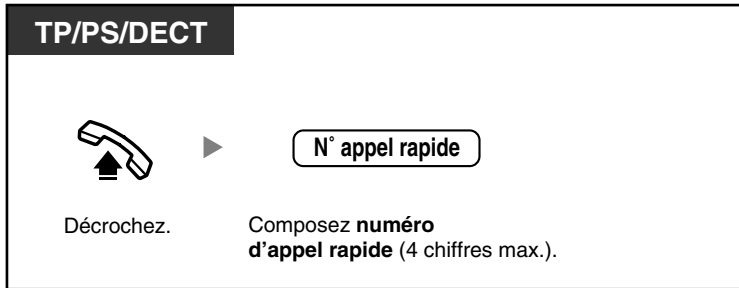 TP/PS/DECT
N° appel rapide
Décrochez.
Composez numéro
d'appel rapide (4 chiffres max.).